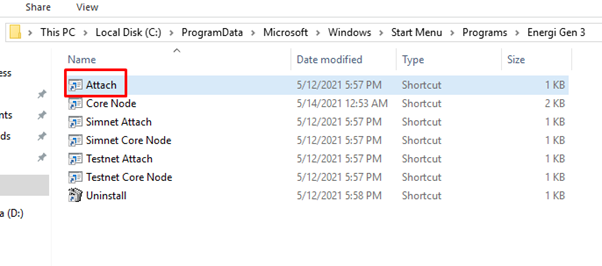 Share View
This PC > Local Disk (C:) > ProgramData > Microsoft > Windows > Start Menu > Programs > Energi Gen 3
Name Date modified Type Size
ess
Attach 5/12/2021 5:57 PM Shortcut 1 KB
Core Node 5/14/2021 12:53 AM Shortcut 2 KB
nts Simnet Attach 5/12/2021 5:57 PM Shortcut 1 KB
ds Simnet Core Node 5/12/2021 5:57 PM Shortcut 1 KB
Testnet Attach 5/12/2021 5:57 PM Shortcut 1 KB
Testnet Core Node 5/12/2021 5:57 PM Shortcut 1 KB
Uninstall 5/12/2021 5:58 PM Shortcut 1 KB
a (D:)